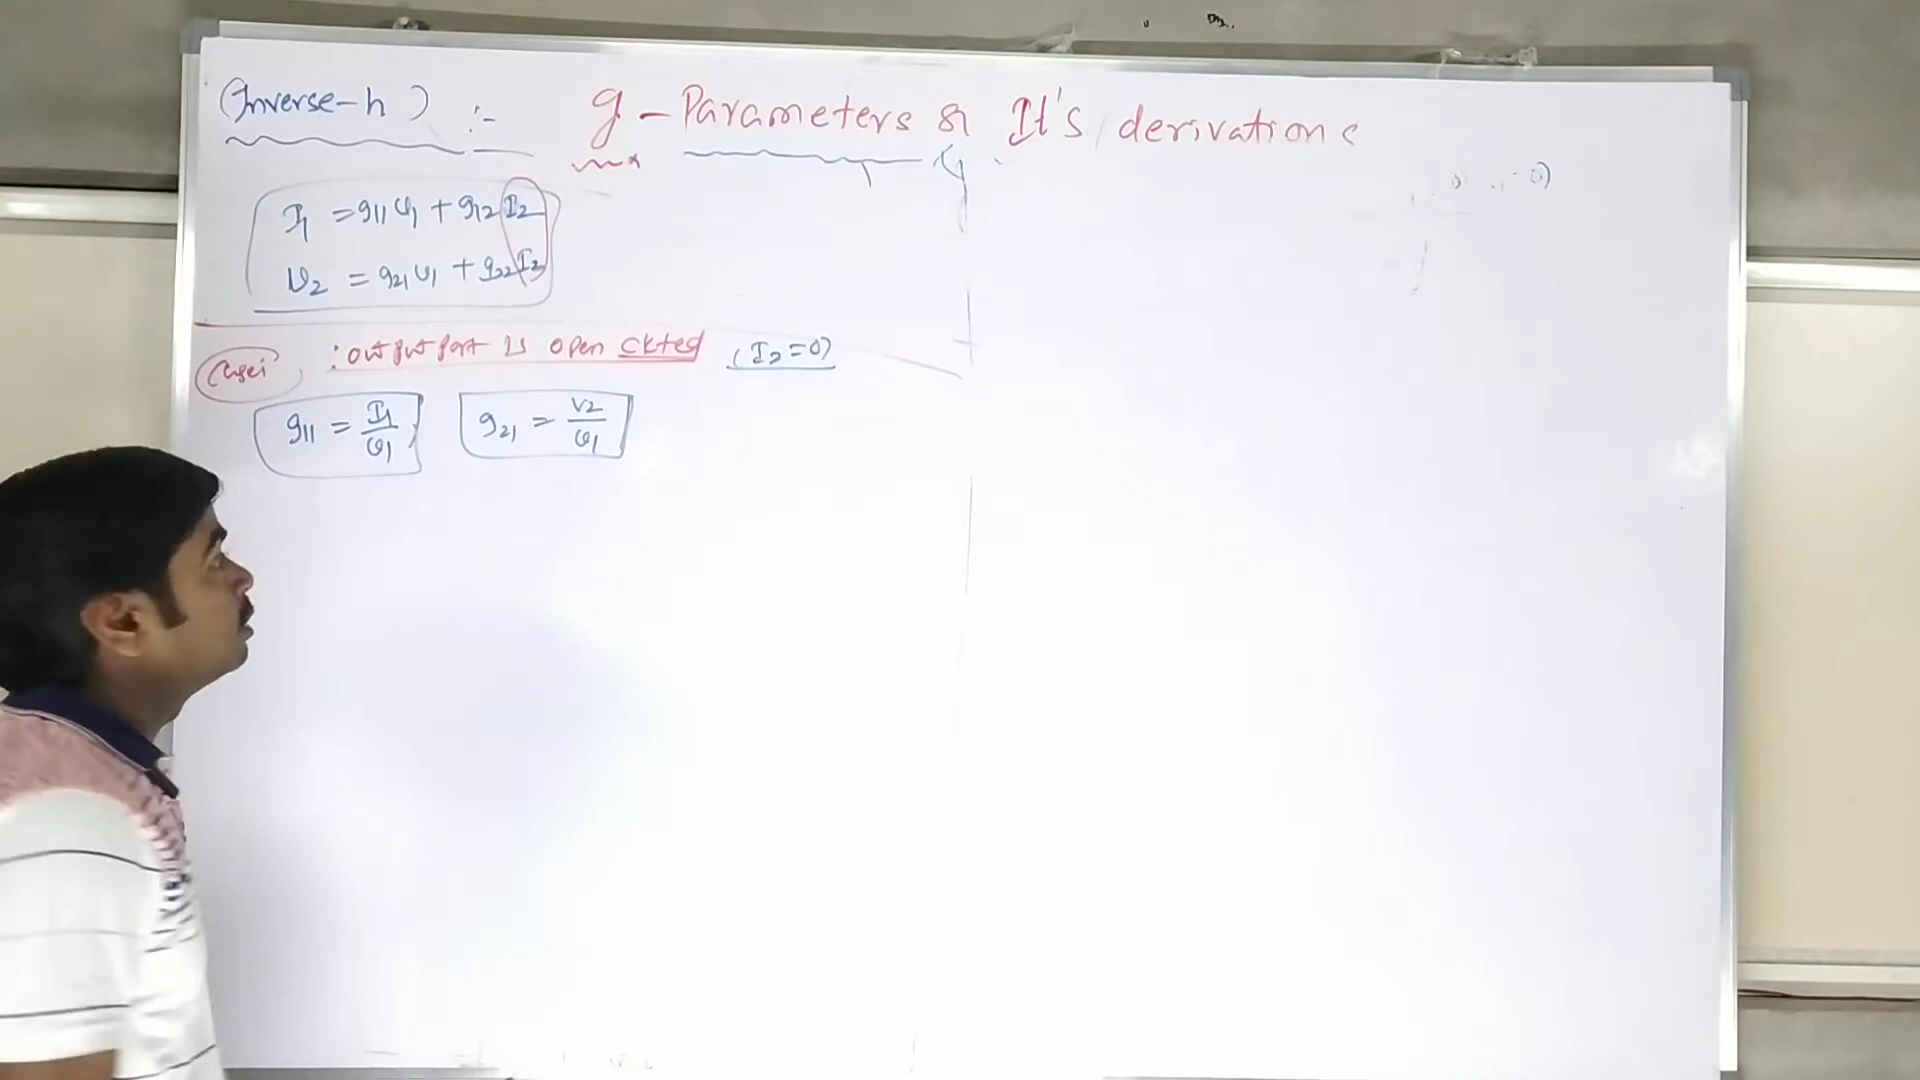 (Inverse-h) :- g-Parameters & It's derivations
I1 = g11 V1 + g12 I2
V2 = g21 V1 + g22 I2
Case i : output port is open ckted (I2=0)
g11 = I1/V1 g21 = V2/V1